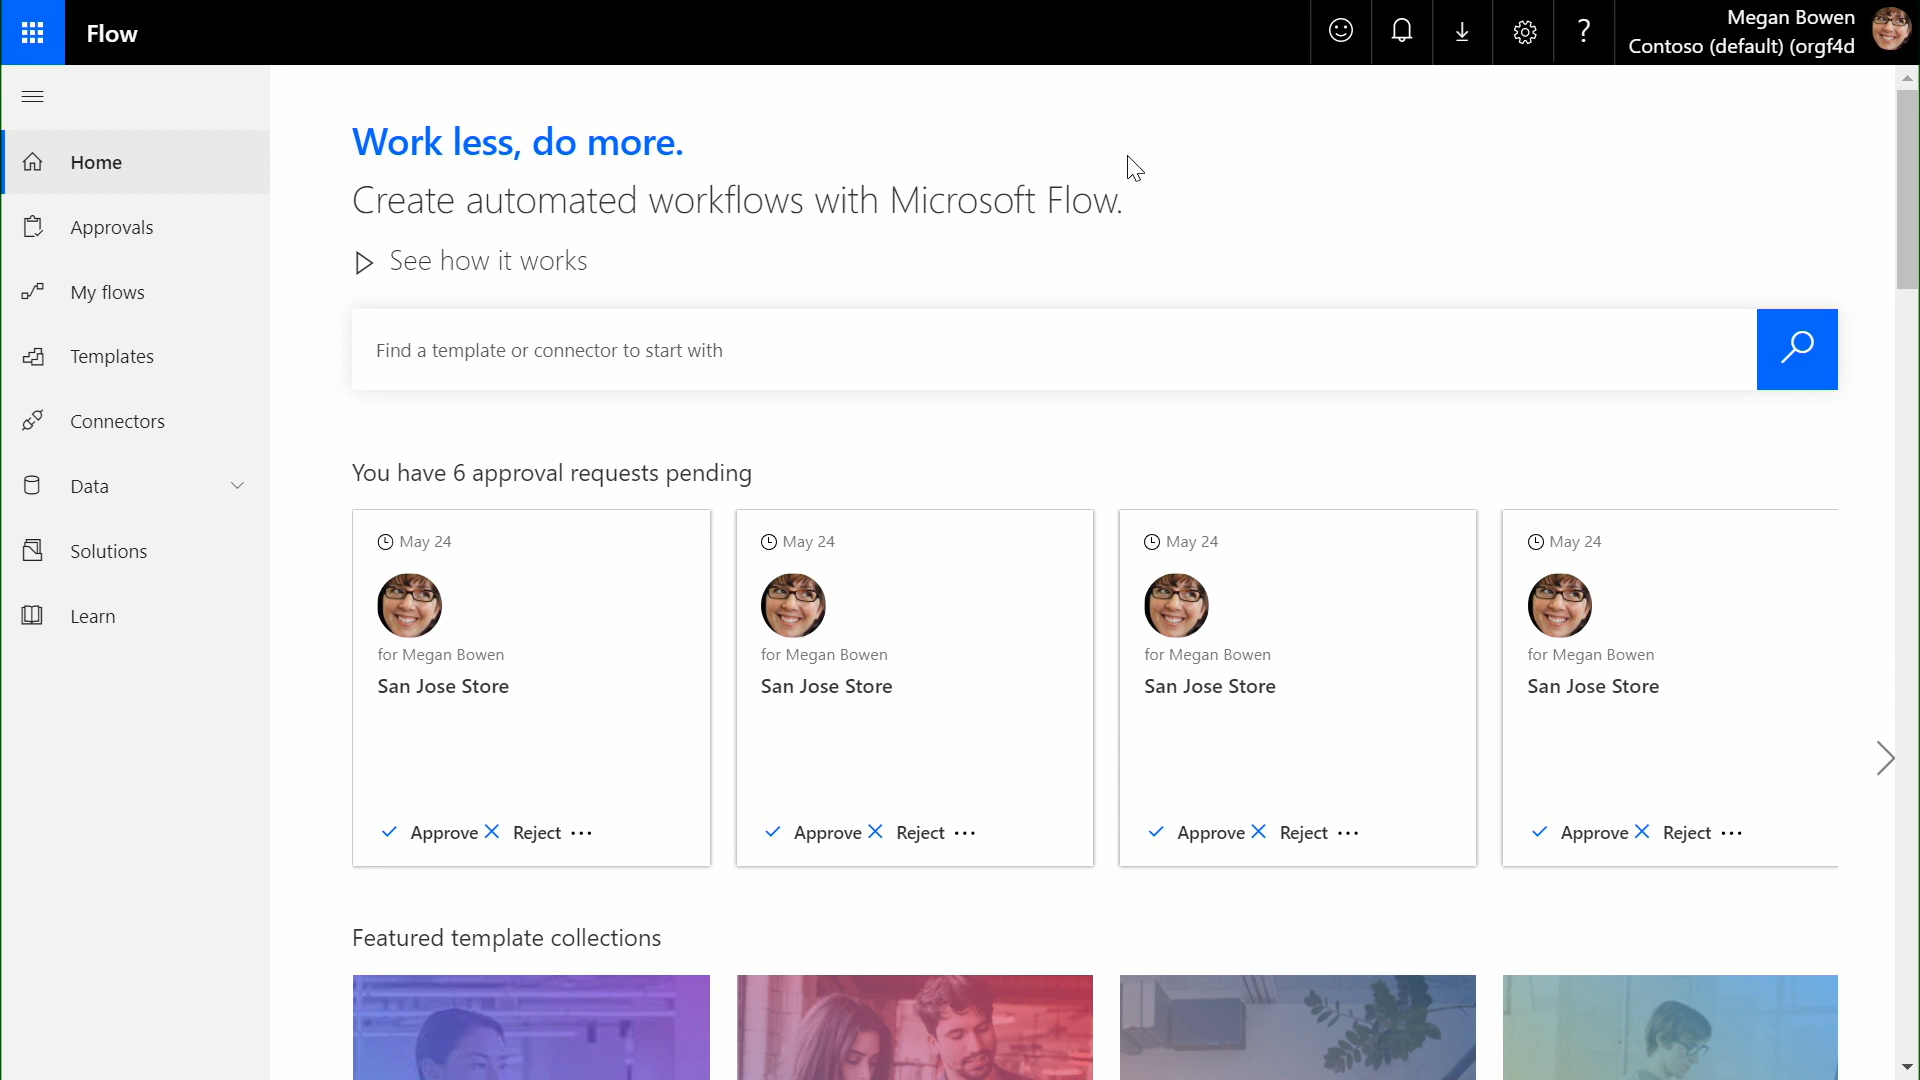 Flow
Megan Bowen
Contoso (default) (orgf4d
Home
Approvals
My flows
Templates
Connectors
Data
Solutions
Learn
Work less, do more.
Create automated workflows with Microsoft Flow.
See how it works
Find a template or connector to start with
You have 6 approval requests pending
May 24
for Megan Bowen
San Jose Store
Approve Reject ...
May 24
for Megan Bowen
San Jose Store
Approve Reject ...
May 24
for Megan Bowen
San Jose Store
Approve Reject ...
May 24
for Megan Bowen
San Jose Store
Approve Reject ...
Featured template collections